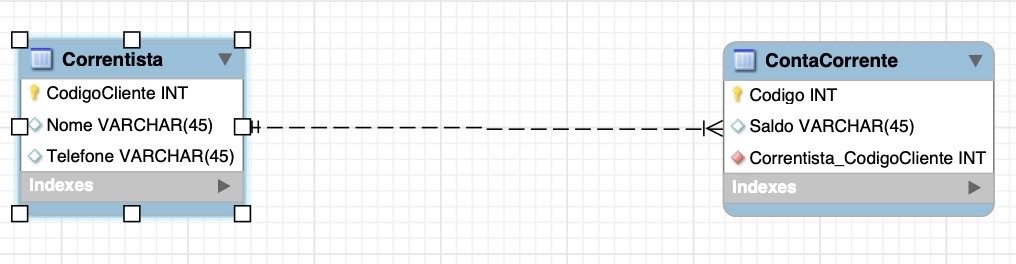 Correntista
CodigoCliente INT
Nome VARCHAR(45)
Telefone VARCHAR(45)
Indexes
ContaCorrente
Codigo INT
Saldo VARCHAR(45)
Correntista_CodigoCliente INT
Indexes